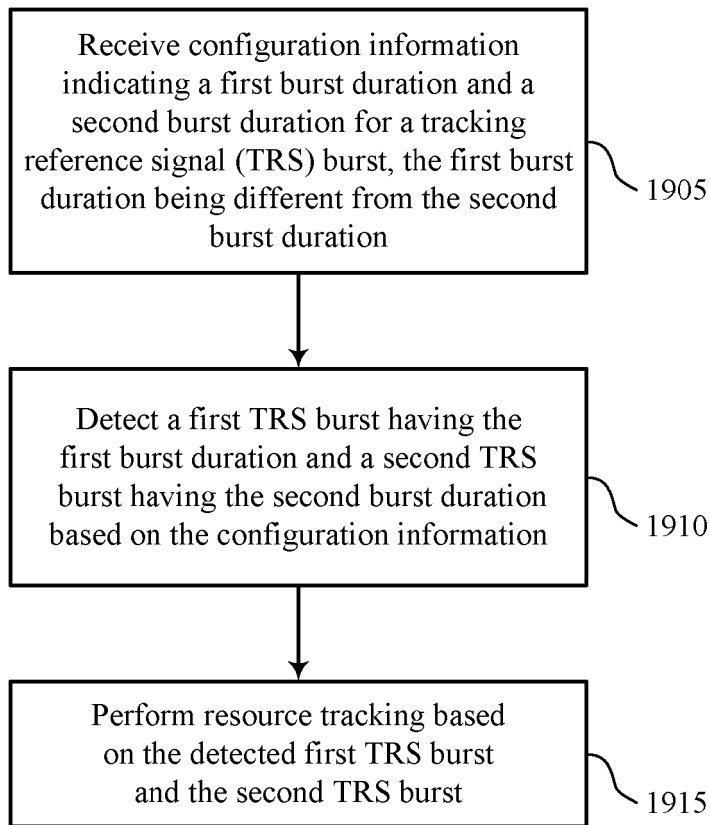 Receive configuration information
indicating a first burst duration and a
second burst duration for a tracking
reference signal (TRS) burst, the first burst
duration being different from the second
burst duration
1905
Detect a first TRS burst having the
first burst duration and a second TRS
burst having the second burst duration
based on the configuration information
1910
Perform resource tracking based
on the detected first TRS burst
and the second TRS burst
1915